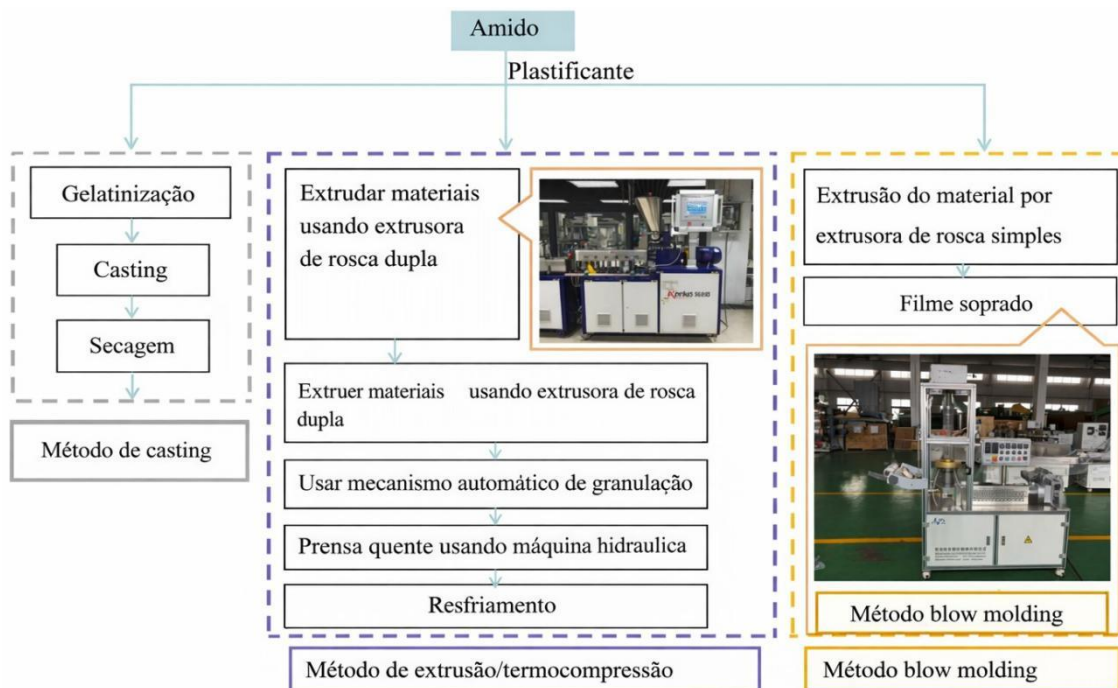 Amido
Plastificante
Gelatinização
Casting
Secagem
Método de casting
Extrudar materiais
usando extrusora
de rosca dupla
Extruer materiais usando extrusora de rosca
dupla
Usar mecanismo automático de granulação
Prensa quente usando máquina hidraulica
Resfriamento
Método de extrusão/termocompressão
Extrusão do material por
extrusora de rosca simples
Filme soprado
Método blow molding
Método blow molding